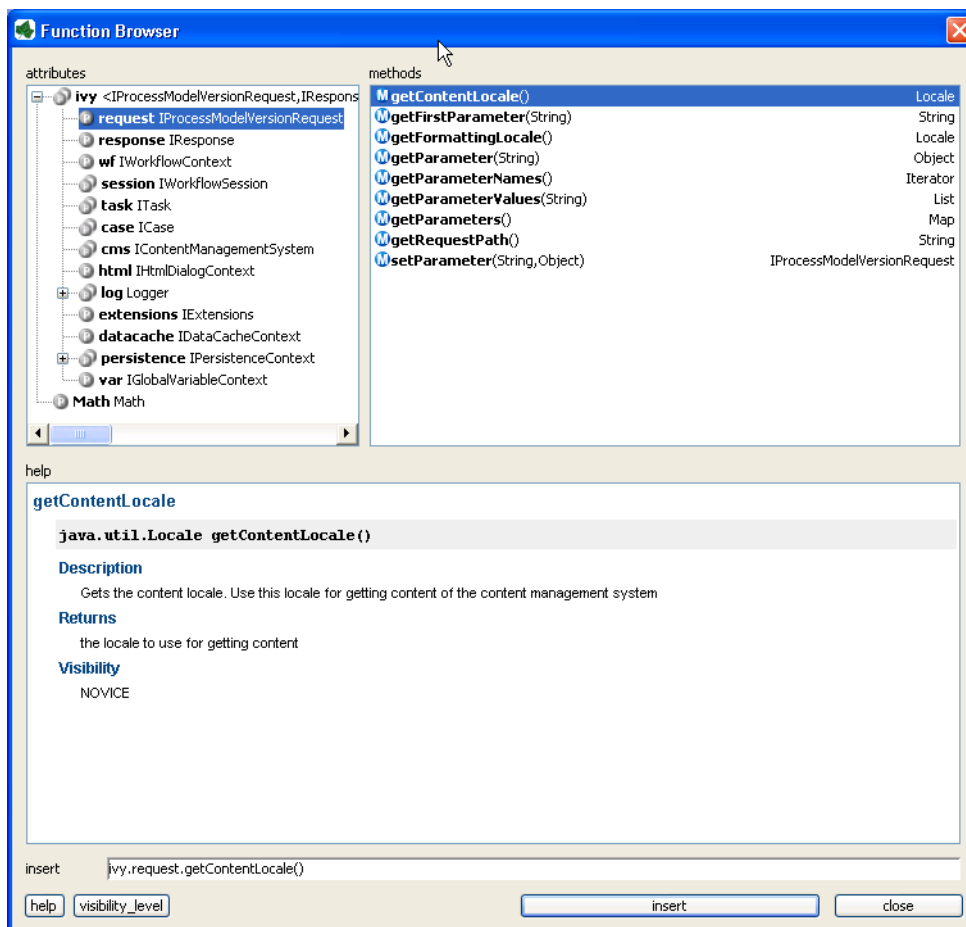 Function Browser
attributes
ivy <IProcessModelVersionRequest,IRespons
request IProcessModelVersionRequest
response IResponse
wf IWorkflowContext
session IWorkflowSession
task ITask
case ICase
cms IContentManagementSystem
html IHtmlDialogContext
log Logger
extensions IExtensions
datacache IDataCacheContext
persistence IPersistenceContext
var IGlobalVariableContext
Math Math
methods
M getContentLocale() Locale
M getFirstParameter(String) String
M getFormattingLocale() Locale
M getParameter(String) Object
M getParameterNames() Iterator
M getParameterValues(String) List
M getParameters() Map
M getRequestPath() String
M setParameter(String,Object) IProcessModelVersionRequest
help
getContentLocale
java.util.Locale getContentLocale()
Description
Gets the content locale. Use this locale for getting content of the content management system
Returns
the locale to use for getting content
Visibility
NOVICE
insert ivy.request.getContentLocale()
help visibility_level insert close